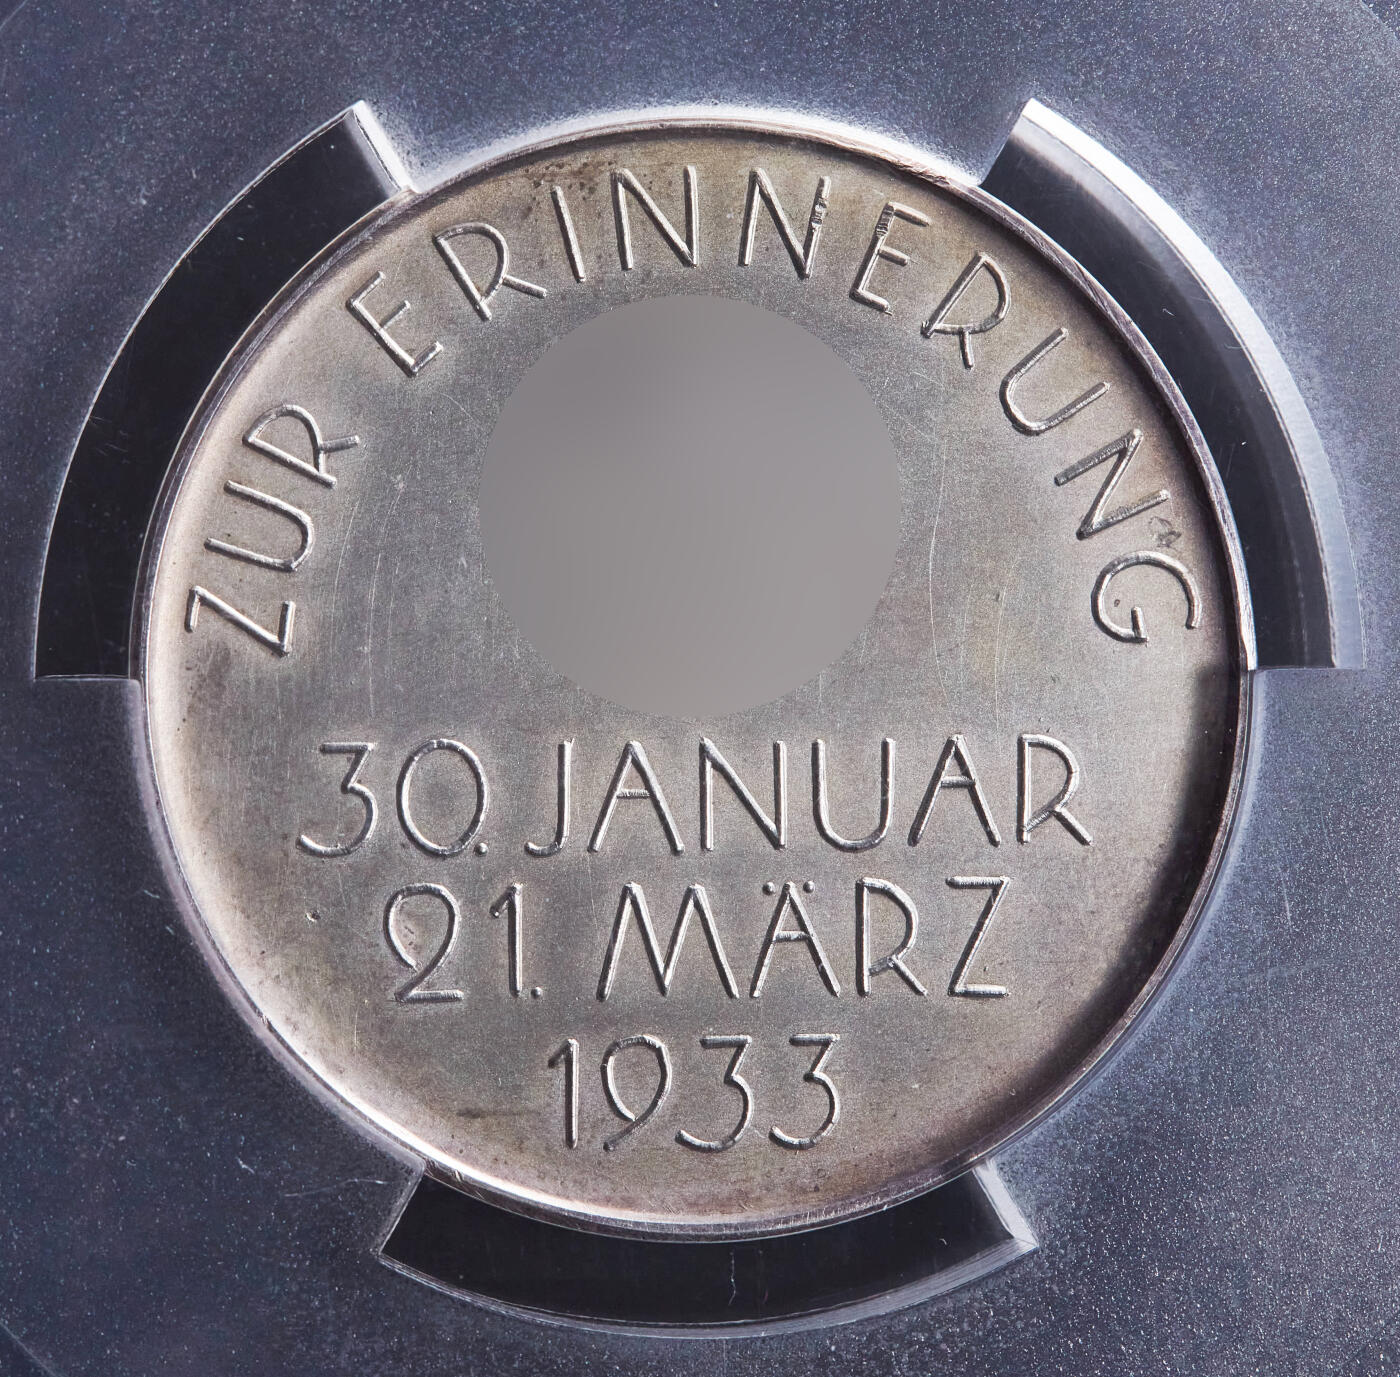 ZUR ERINNERUNG
30. JANUAR
21. MÄRZ
1933